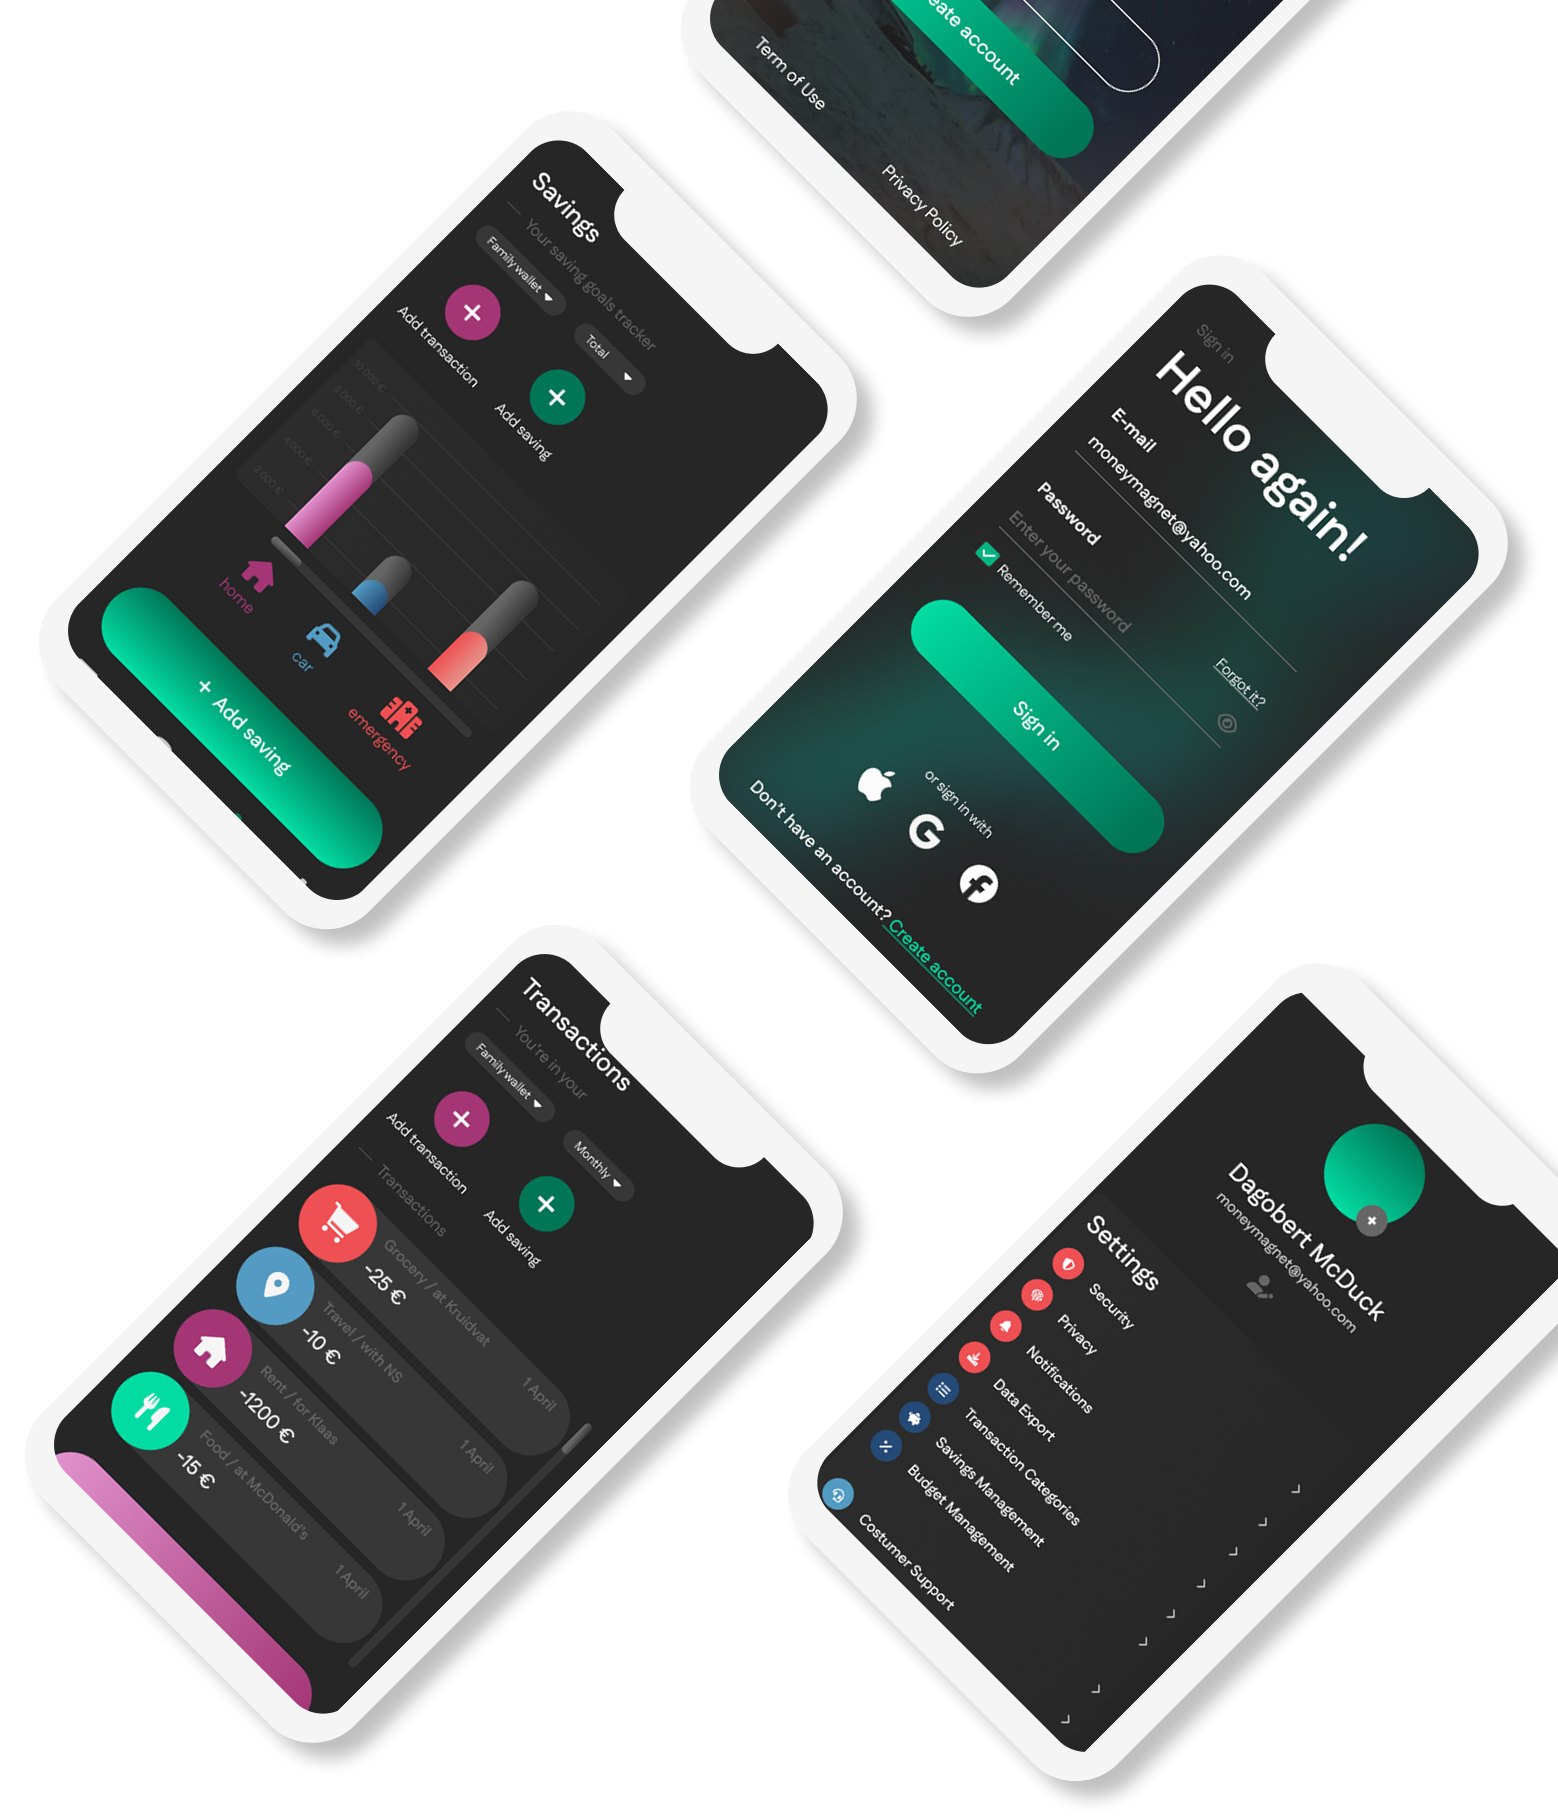 Create account
Term of Use
Privacy Policy
Savings
Your saving goals tracker
Family wallet
Total
Add transaction
Add saving
10 000 €
8 000 €
6 000 €
4 000 €
2 000 €
home
car
emergency
+ Add saving
Sign in
Hello again!
E-mail
moneymagnet@yahoo.com
Password
Enter your password
Remember me
Forgot it?
Sign in
or sign in with
Don't have an account? Create account
Transactions
You're in your
Family wallet
Monthly
Add transaction
Add saving
Transactions
Grocery / at Kruidvat
-25 €
1 April
Travel / with NS
-10 €
1 April
Rent / for Klaas
-1200 €
1 April
Food / at McDonald's
-15 €
1 April
Dagobert McDuck
moneymagnet@yahoo.com
Settings
Security
Privacy
Notifications
Data Export
Transaction Categories
Savings Management
Budget Management
Costumer Support